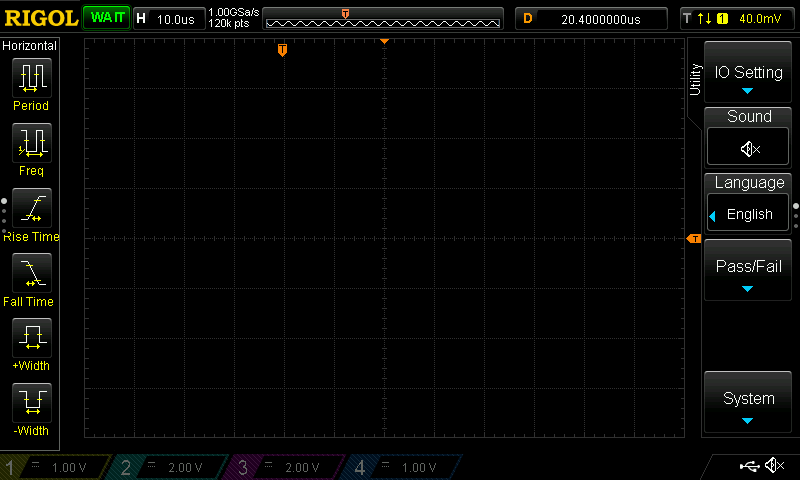 RIGOL WAIT H 10.0us 1.00GSa/s 120k pts T D 20.4000000us T 1 40.0mV
Horizontal
T
Period
Freq
Rise Time
Fall Time
+Width
-Width
T
Utility
IO Setting
Sound
Language
English
Pass/Fail
System
1 1.00 V 2 2.00 V 3 2.00 V 4 1.00 V